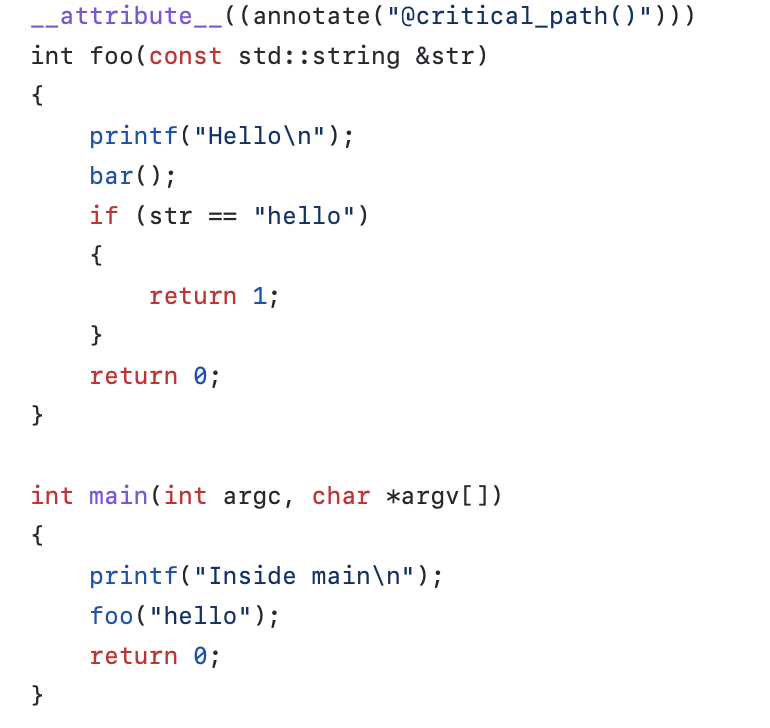 __attribute__((annotate("@critical_path()")))
int foo(const std::string &str)
{
    printf("Hello\n");
    bar();
    if (str == "hello")
    {
        return 1;
    }
    return 0;
}

int main(int argc, char *argv[])
{
    printf("Inside main\n");
    foo("hello");
    return 0;
}